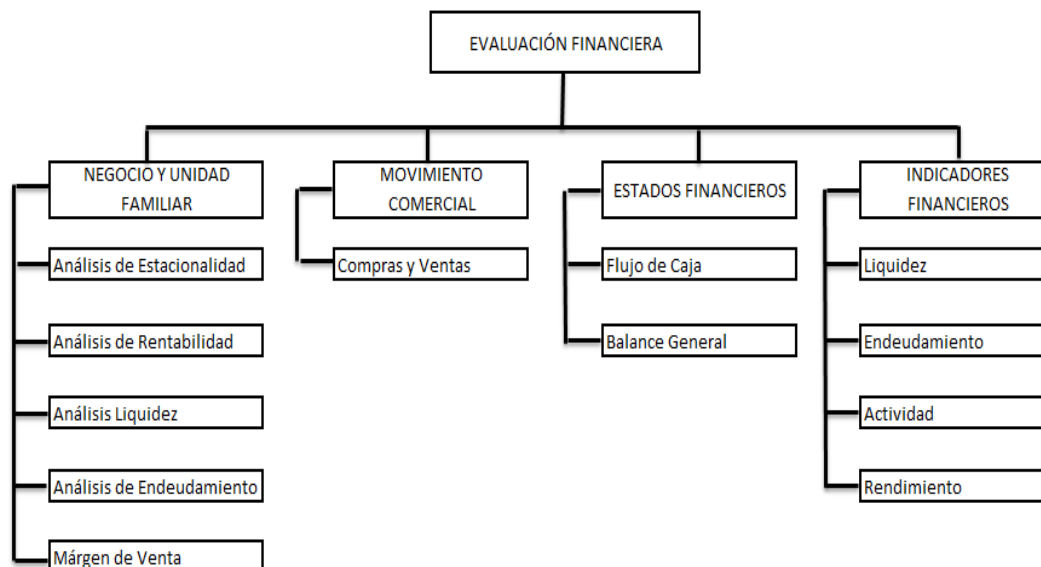 EVALUACIÓN FINANCIERA
NEGOCIO Y UNIDAD
FAMILIAR
Análisis de Estacionalidad
Análisis de Rentabilidad
Análisis Liquidez
Análisis de Endeudamiento
Márgen de Venta
MOVIMIENTO
COMERCIAL
Compras y Ventas
ESTADOS FINANCIEROS
Flujo de Caja
Balance General
INDICADORES
FINANCIEROS
Liquidez
Endeudamiento
Actividad
Rendimiento